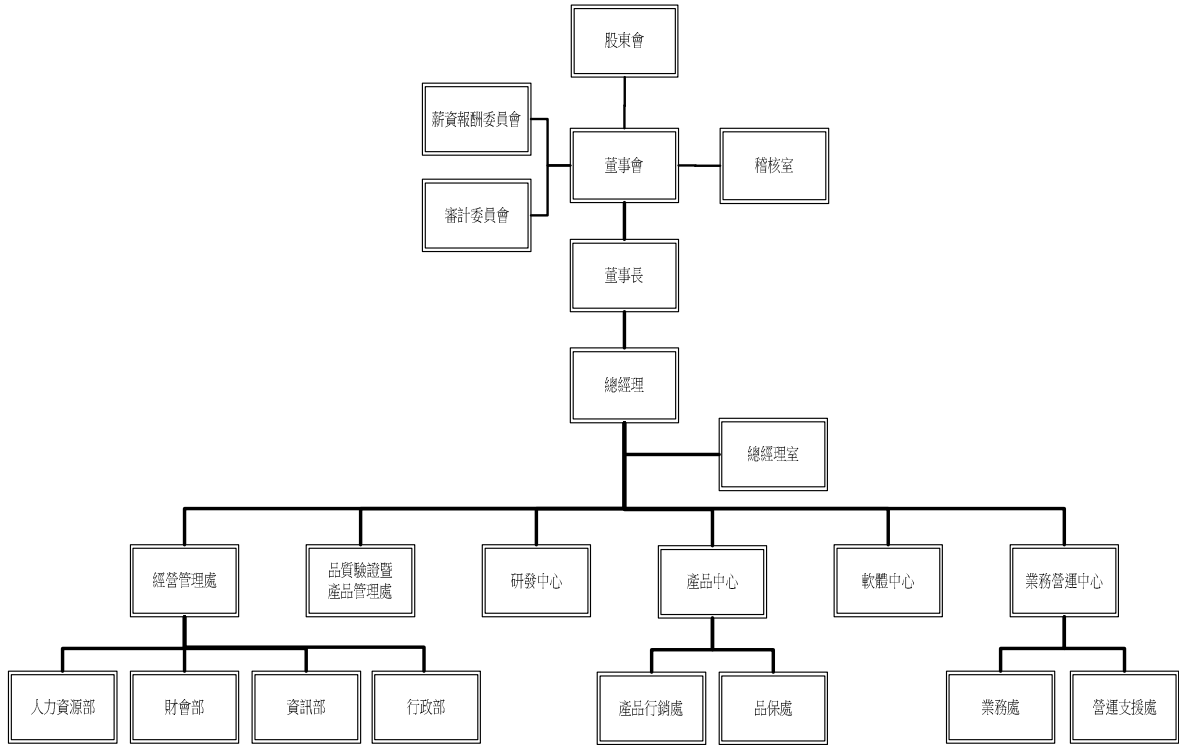 股東會
薪資報酬委員會
董事會
稽核室
審計委員會
董事長
總經理
總經理室
經營管理處
品質驗證暨
產品管理處
研發中心
產品中心
軟體中心
業務營運中心
人力資源部
財會部
資訊部
行政部
產品行銷處
品保處
業務處
營運支援處